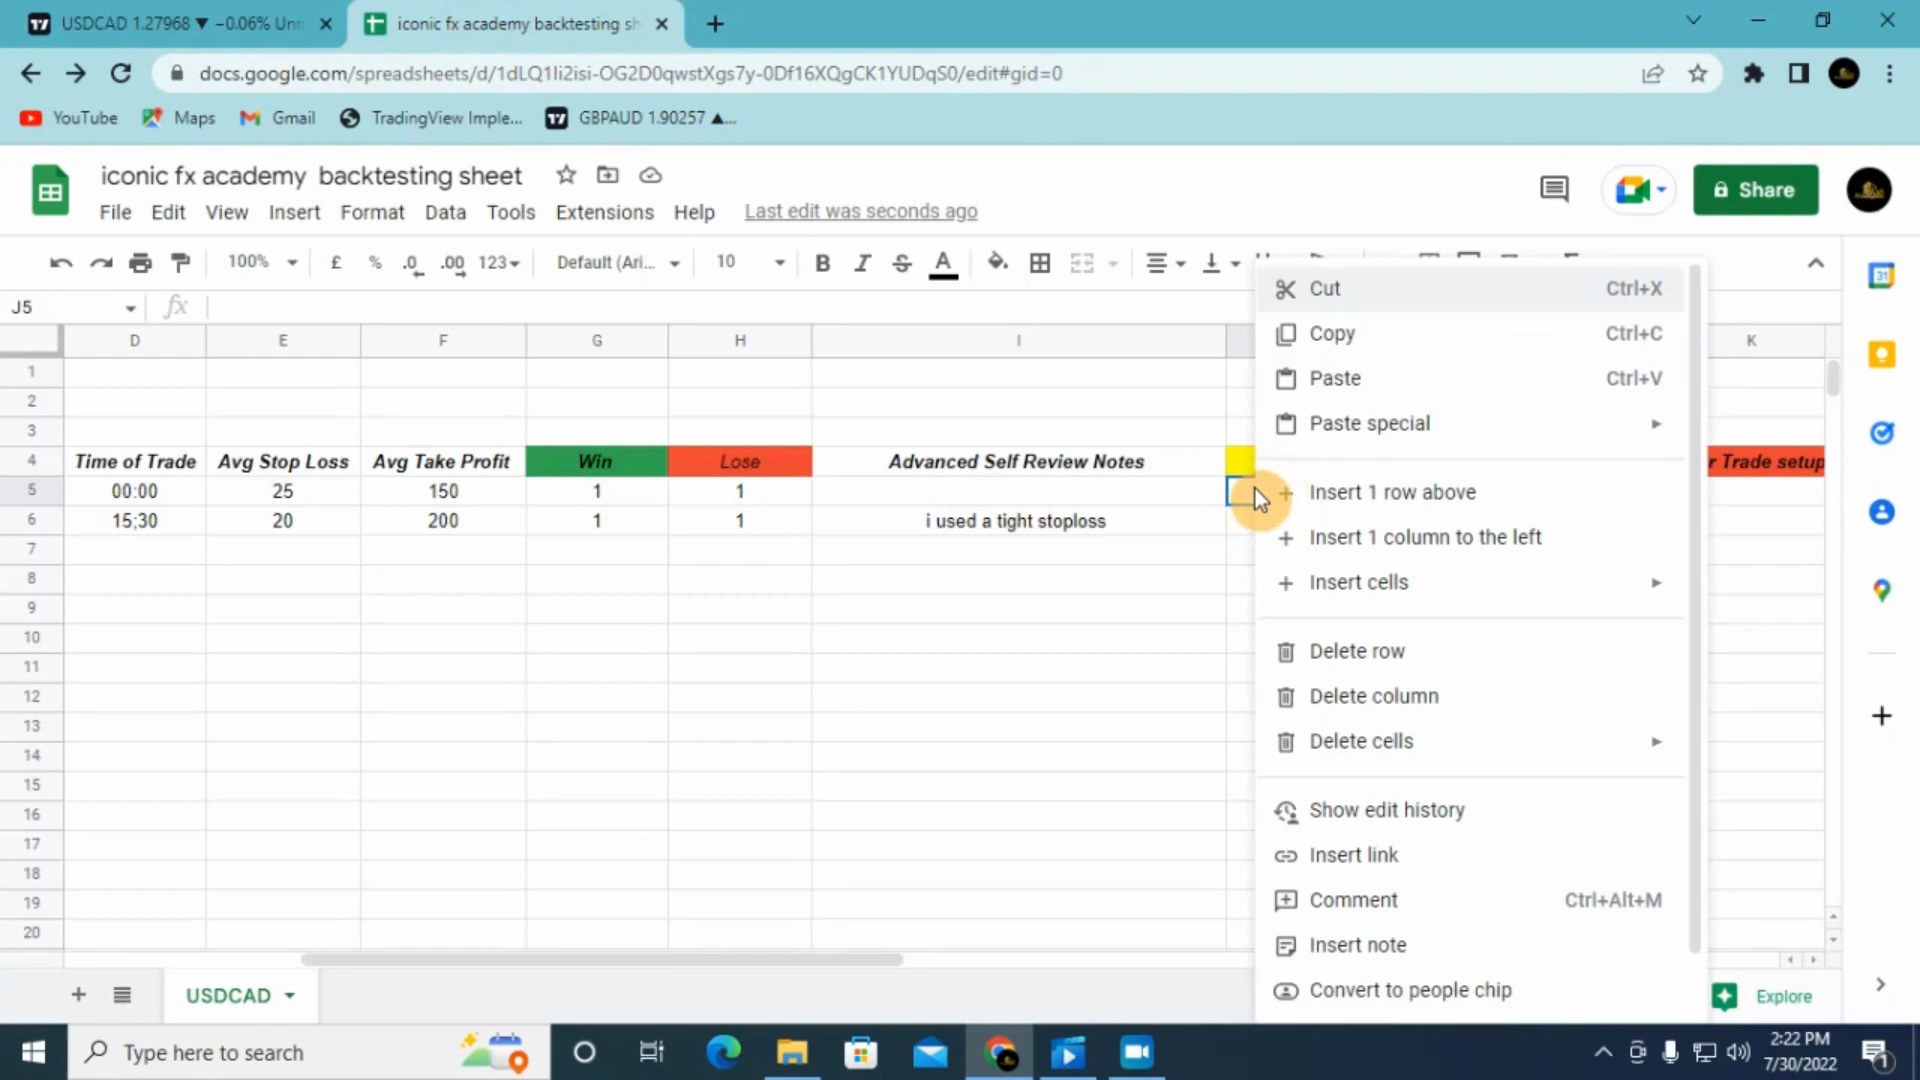 USDCAD 1.27968 ▼ −0.06% Unn
iconic fx academy backtesting sh
docs.google.com/spreadsheets/d/1dLQ1li2isi-OG2D0qwstXgs7y-0Df16XQgCK1YUDqS0/edit#gid=0
YouTube Maps Gmail TradingView Imple... GBPAUD 1.90257 ▲...
iconic fx academy backtesting sheet
Share
File Edit View Insert Format Data Tools Extensions Help Last edit was seconds ago
100% £ % .0 .00 123 Default (Ari... 10 B I S A
J5 fx
D E F G H I K
1
2
3
4 Time of Trade Avg Stop Loss Avg Take Profit Win Lose Advanced Self Review Notes r Trade setup
5 00:00 25 150 1 1
6 15;30 20 200 1 1 i used a tight stoploss
7
8
9
10
11
12
13
14
15
16
17
18
19
20
Cut Ctrl+X
Copy Ctrl+C
Paste Ctrl+V
Paste special
Insert 1 row above
Insert 1 column to the left
Insert cells
Delete row
Delete column
Delete cells
Show edit history
Insert link
Comment Ctrl+Alt+M
Insert note
Convert to people chip
31
USDCAD
Explore
Type here to search
2:22 PM
7/30/2022
1